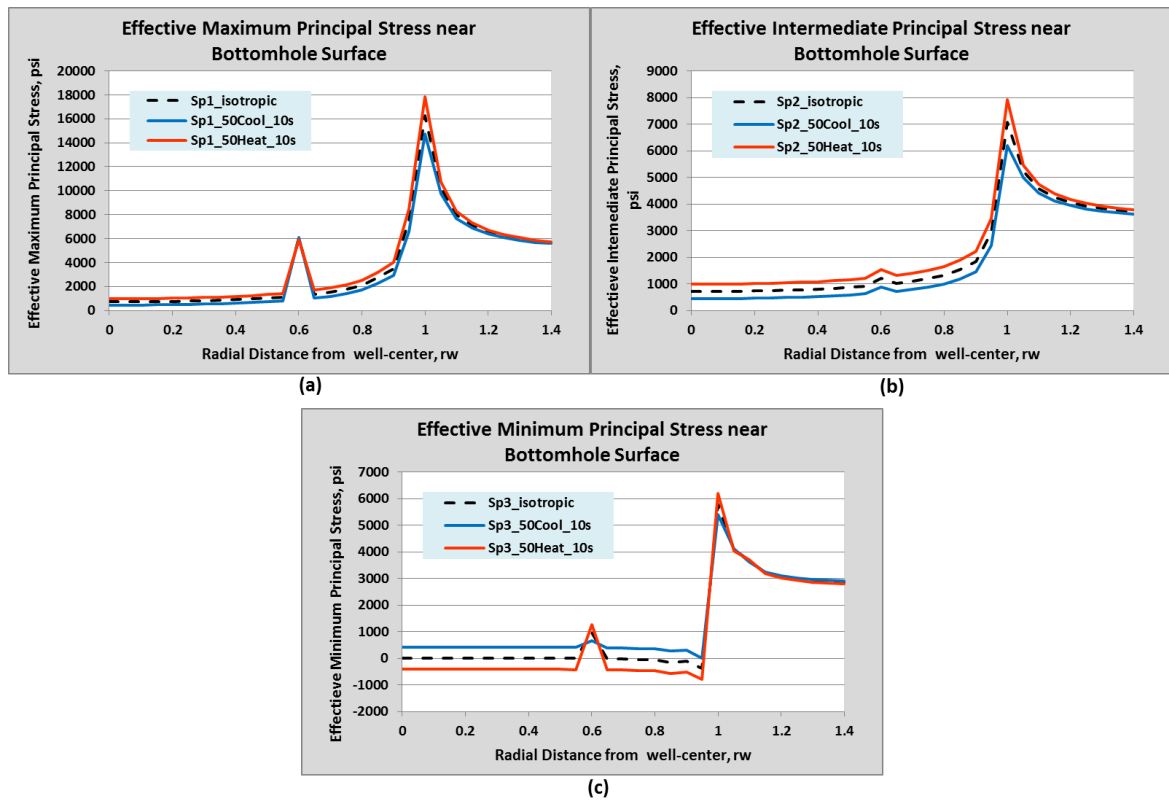 Effective Maximum Principal Stress near
Bottomhole Surface
Effective Maximum Principal Stress, psi
20000
18000
16000
14000
12000
10000
8000
6000
4000
2000
0
Sp1_isotropic
Sp1_50Cool_10s
Sp1_50Heat_10s
0 0.2 0.4 0.6 0.8 1 1.2 1.4
Radial Distance from well-center, rw
(a)
Effective Intermediate Principal Stress near
Bottomhole Surface
Effectieve Intemediate Principal Stress,
psi
9000
8000
7000
6000
5000
4000
3000
2000
1000
0
Sp2_isotropic
Sp2_50Cool_10s
Sp2_50Heat_10s
0 0.2 0.4 0.6 0.8 1 1.2 1.4
Radial Distance from well-center, rw
(b)
Effective Minimum Principal Stress near
Bottomhole Surface
Effectieve Minimum Principal Stress, psi
7000
6000
5000
4000
3000
2000
1000
0
-1000
-2000
Sp3_isotropic
Sp3_50Cool_10s
Sp3_50Heat_10s
0 0.2 0.4 0.6 0.8 1 1.2 1.4
Radial Distance from well-center, rw
(c)